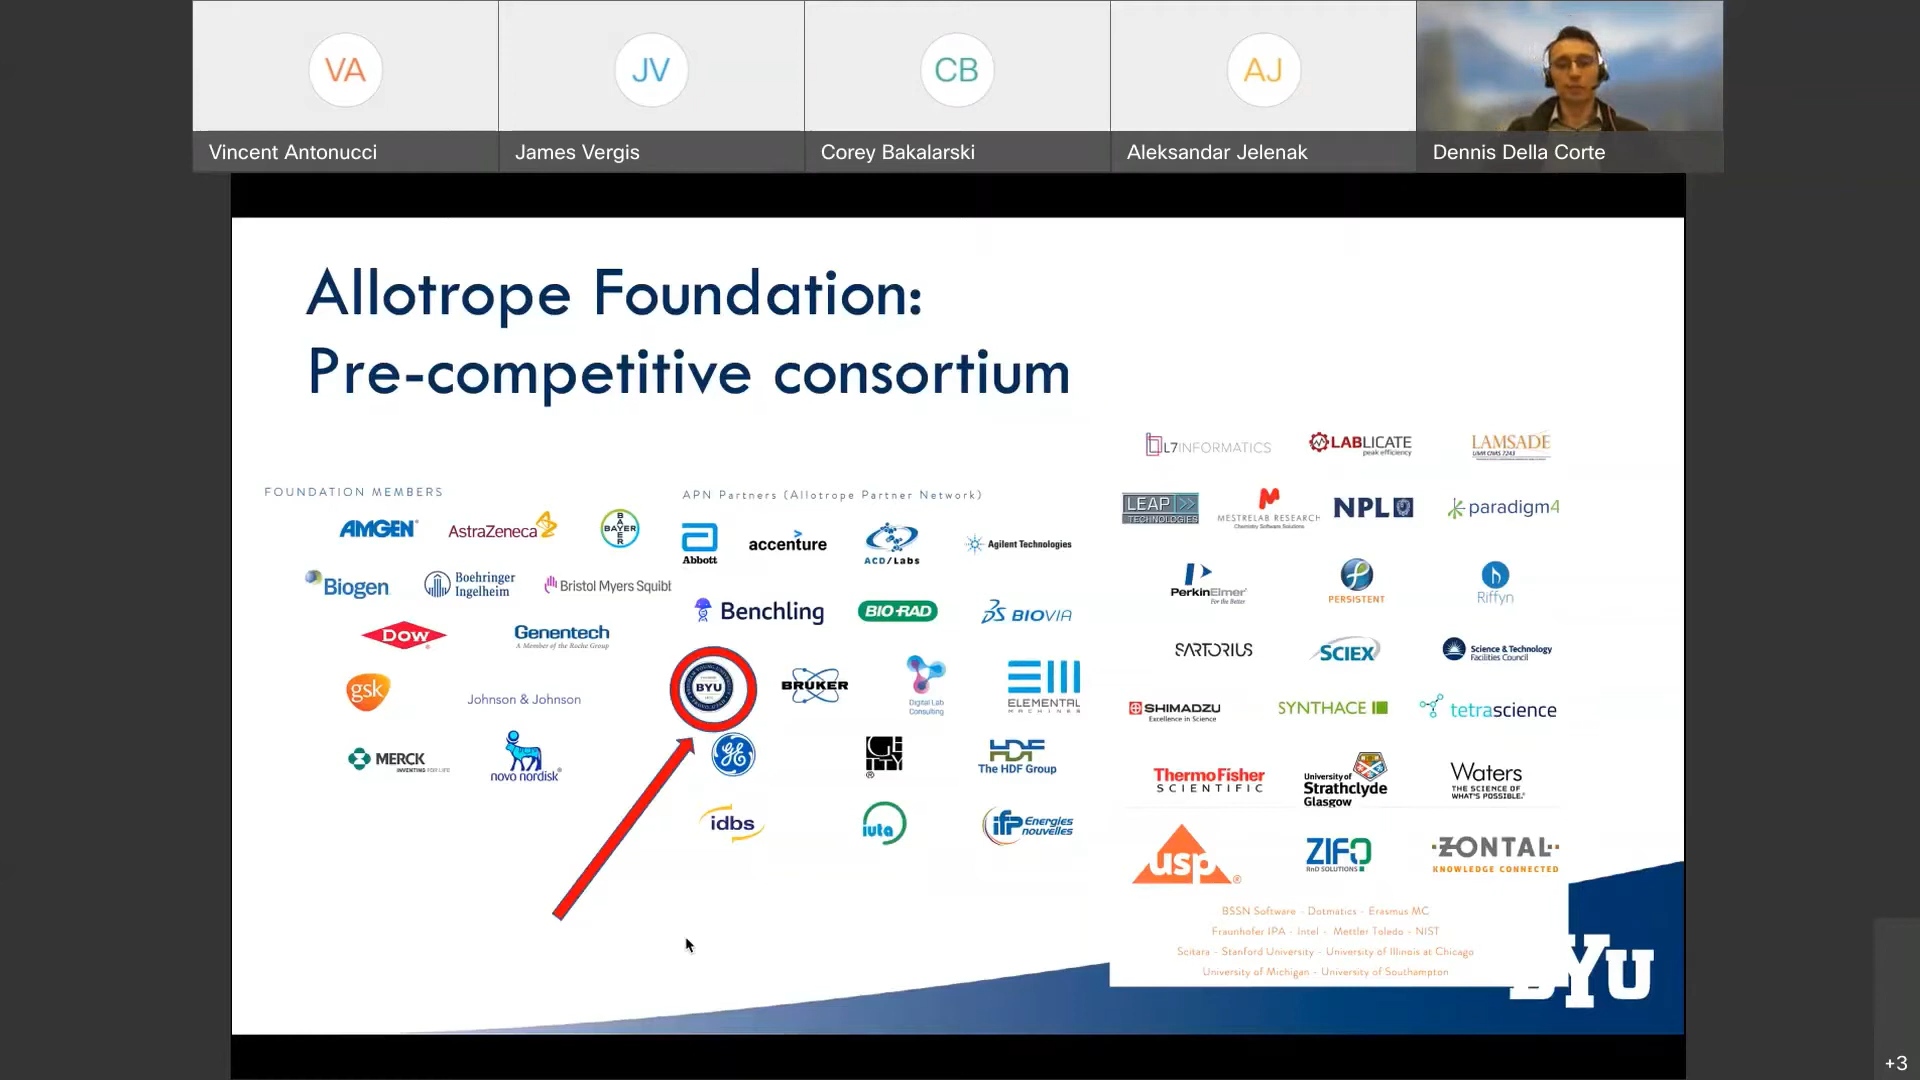 VA
JV
CB
AJ
Vincent Antonucci
James Vergis
Corey Bakalarski
Aleksandar Jelenak
Dennis Della Corte
Allotrope Foundation:
Pre-competitive consortium
FOUNDATION MEMBERS
AMGEN®
AstraZeneca
BAYER
BAYER
Biogen
Boehringer
Ingelheim
Bristol Myers Squibb
DOW
Genentech
A Member of the Roche Group
gsk
Johnson & Johnson
MERCK
INVENTING FOR LIFE
novo nordisk®
APN Partners (Allotrope Partner Network)
Abbott
accenture
ACD/Labs
Agilent Technologies
Benchling
BIO-RAD
BIOVIA
BYU
BRUKER
Digital Lab
Consulting
ELEMENTAL
MACHINES
GE
GETTY
The HDF Group
HDF
idbs
iuta
ifp Energies
nouvelles
L7INFORMATICS
LABLICATE
peak efficiency
LAMSADE
UMR CNRS 7243
LEAP
TECHNOLOGIES
MESTRELAB RESEARCH
Chemistry Software Solutions
NPL
paradigm4
PerkinElmer
For the Better
PERSISTENT
Riffyn
SARTORIUS
SCIEX
Science & Technology
Facilities Council
SHIMADZU
Excellence in Science
SYNTHACE
tetrascience
ThermoFisher
SCIENTIFIC
University of
Strathclyde
Glasgow
Waters
THE SCIENCE OF
WHAT'S POSSIBLE.®
usp®
ZIFO
RnD SOLUTIONS
ZONTAL
KNOWLEDGE CONNECTED
BSSN Software - Dotmatics - Erasmus MC
Fraunhofer IPA - Intel - Mettler Toledo - NIST
Scitara - Stanford University - University of Illinois at Chicago
University of Michigan - University of Southampton
BYU
+3